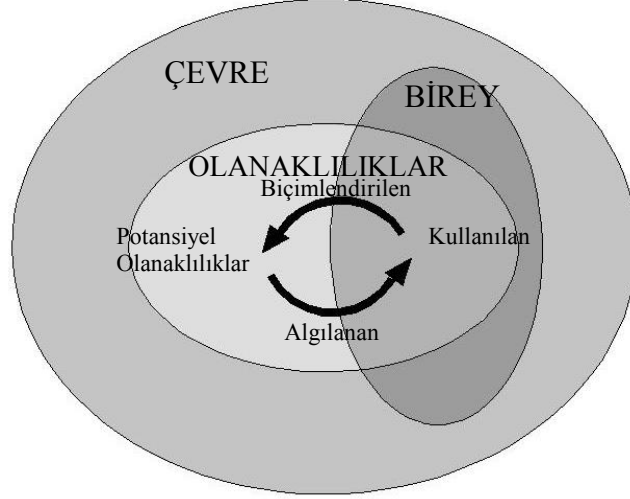 ÇEVRE
BİREY
OLANAKLILIKLAR
Biçimlendirilen
Potansiyel
Olanaklılıklar
Kullanılan
Algılanan